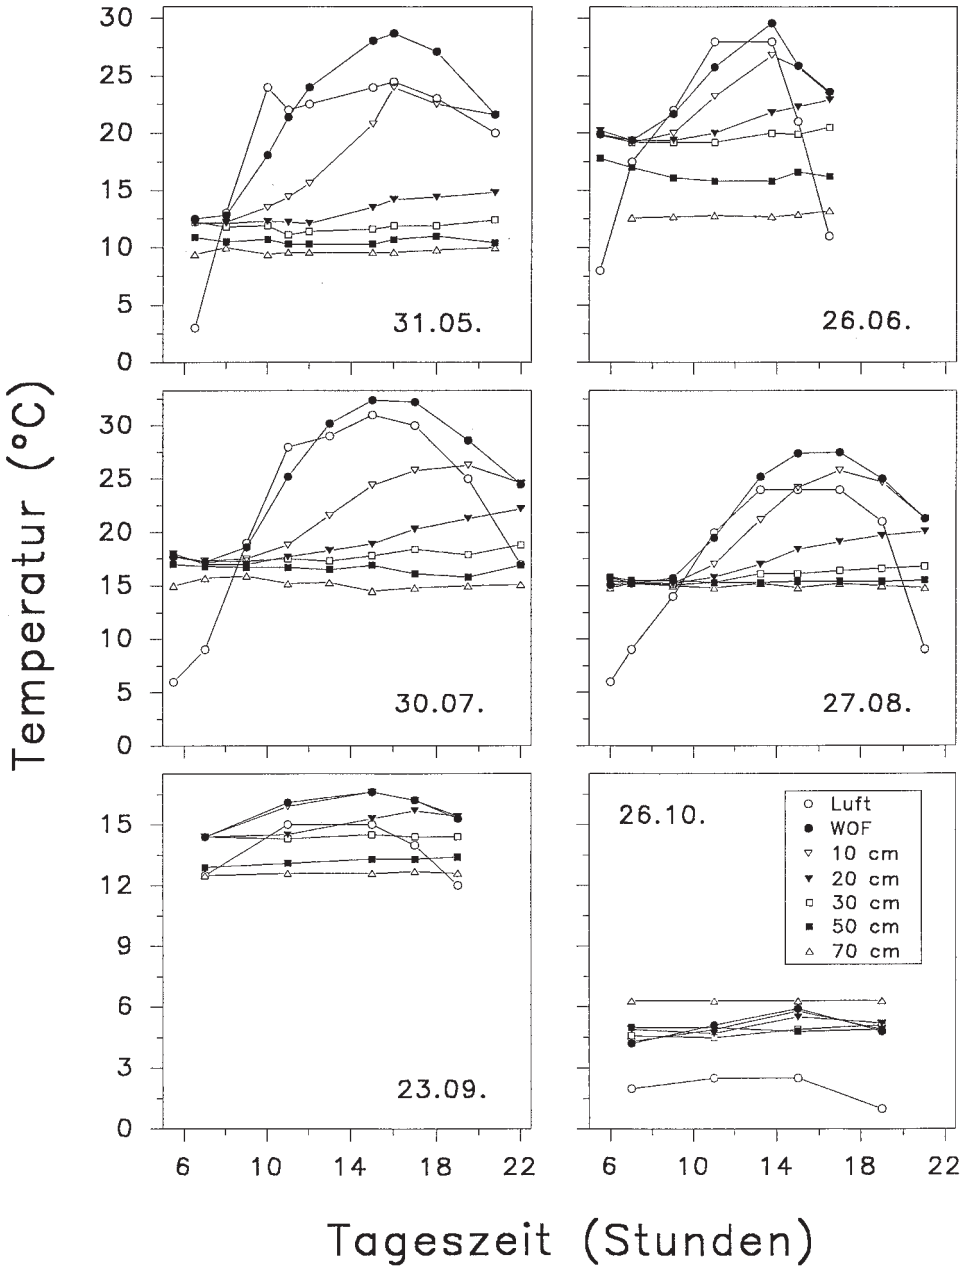 30
25
20
15
10
5
0
31.05.
26.06.
Temperatur (°C)
30
25
20
15
10
5
0
30.07.
27.08.
15
12
9
6
3
0
23.09.
26.10.
Luft
WOF
10 cm
20 cm
30 cm
50 cm
70 cm
6 10 14 18 22
6 10 14 18 22
Tageszeit (Stunden)